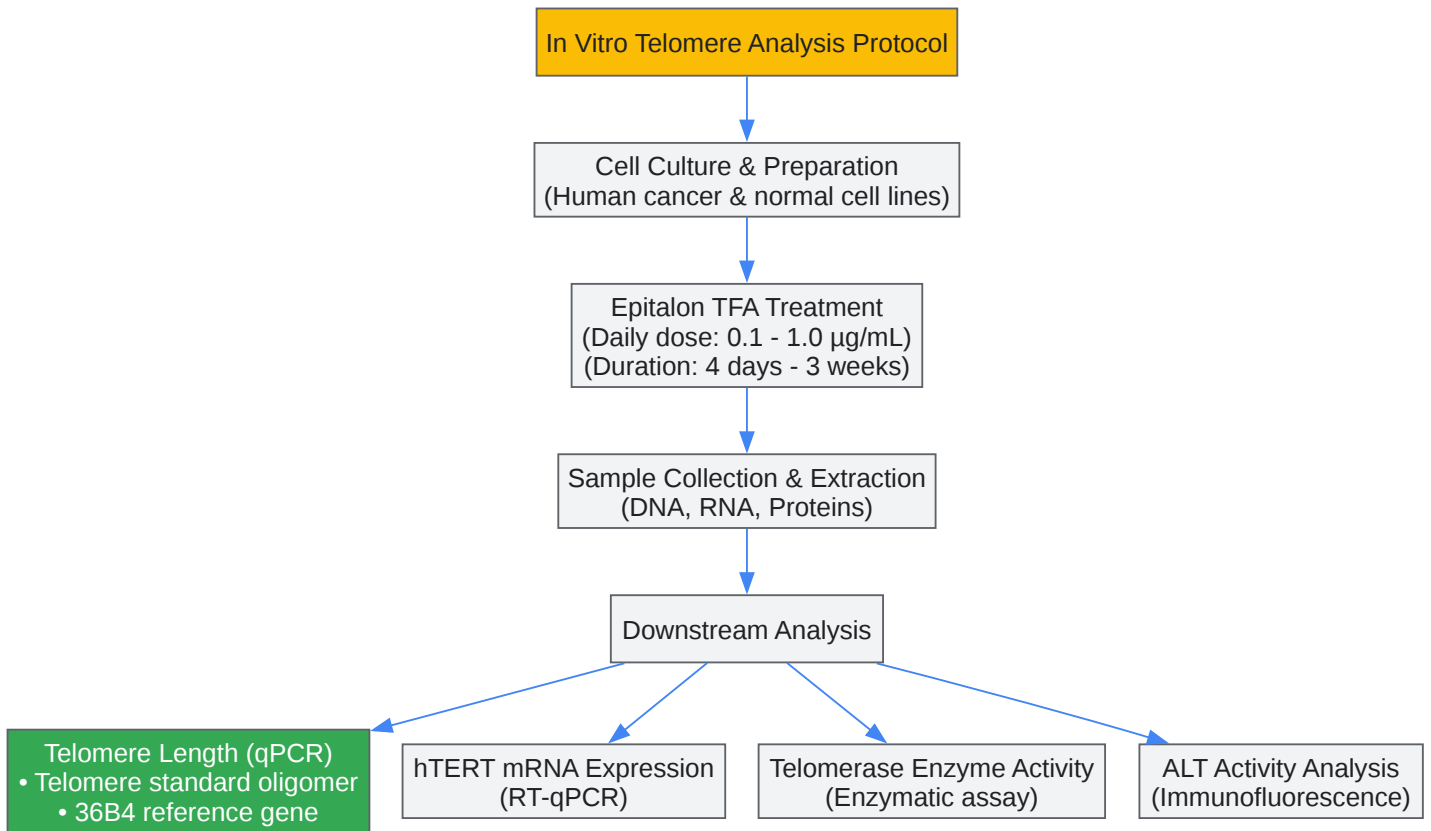 In Vitro Telomere Analysis Protocol
Cell Culture & Preparation
(Human cancer & normal cell lines)
Epitalon TFA Treatment
(Daily dose: 0.1 - 1.0 µg/mL)
(Duration: 4 days - 3 weeks)
Sample Collection & Extraction
(DNA, RNA, Proteins)
Downstream Analysis
Telomere Length (qPCR)
• Telomere standard oligomer
• 36B4 reference gene
hTERT mRNA Expression
(RT-qPCR)
Telomerase Enzyme Activity
(Enzymatic assay)
ALT Activity Analysis
(Immunofluorescence)